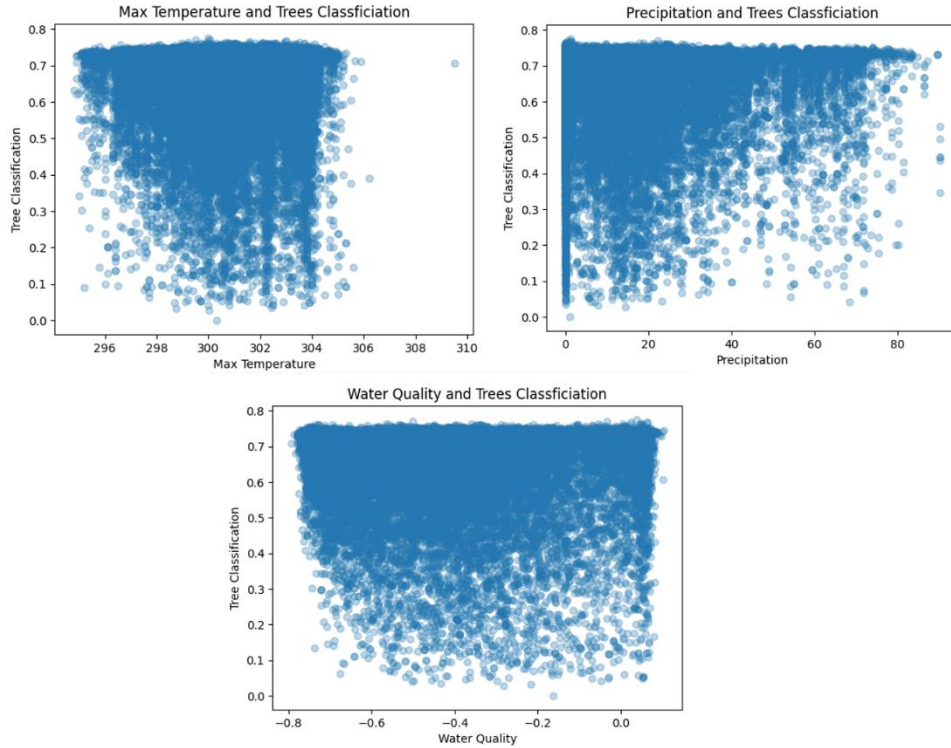 Max Temperature and Trees Classficiation
0.8
0.7
0.6
0.5
0.4
0.3
0.2
0.1
0.0
Tree Classification
296 298 300 302 304 306 308 310
Max Temperature
Precipitation and Trees Classficiation
0.8
0.7
0.6
0.5
0.4
0.3
0.2
0.1
0.0
Tree Classification
0 20 40 60 80
Precipitation
Water Quality and Trees Classficiation
0.8
0.7
0.6
0.5
0.4
0.3
0.2
0.1
0.0
Tree Classification
−0.8 −0.6 −0.4 −0.2 0.0
Water Quality